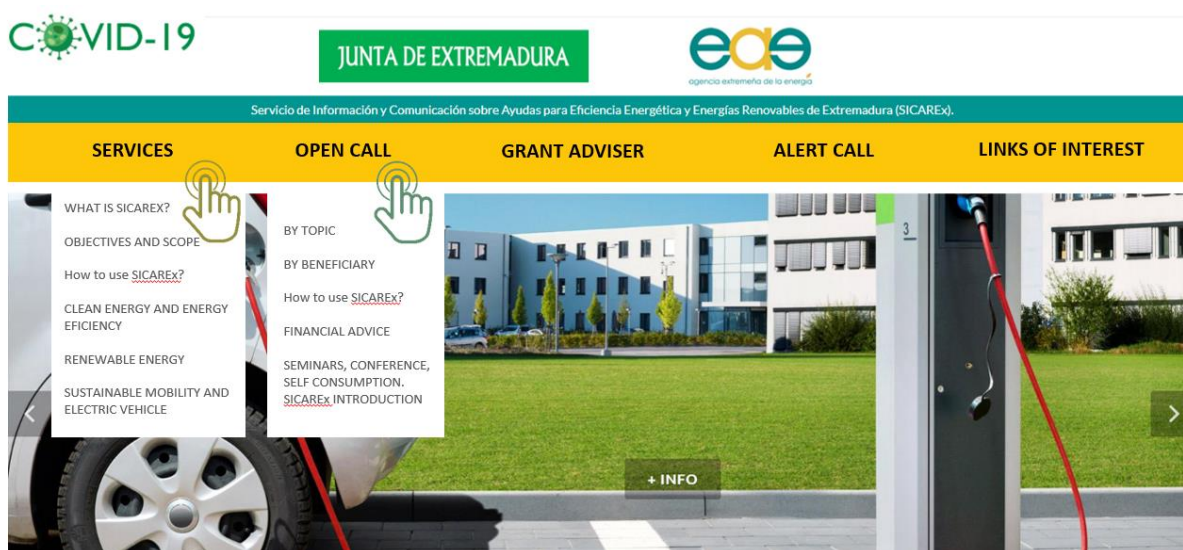 COVID-19
JUNTA DE EXTREMADURA
eae
agencia extremeña de la energía
Servicio de Información y Comunicación sobre Ayudas para Eficiencia Energética y Energías Renovables de Extremadura (SICAREx).
SERVICES
OPEN CALL
GRANT ADVISER
ALERT CALL
LINKS OF INTEREST
WHAT IS SICAREX?
OBJECTIVES AND SCOPE
How to use SICAREx?
CLEAN ENERGY AND ENERGY
EFICIENCY
RENEWABLE ENERGY
SUSTAINABLE MOBILITY AND
ELECTRIC VEHICLE
BY TOPIC
BY BENEFICIARY
How to use SICAREx?
FINANCIAL ADVICE
SEMINARS, CONFERENCE,
SELF CONSUMPTION.
SICAREx INTRODUCTION
3
+ INFO